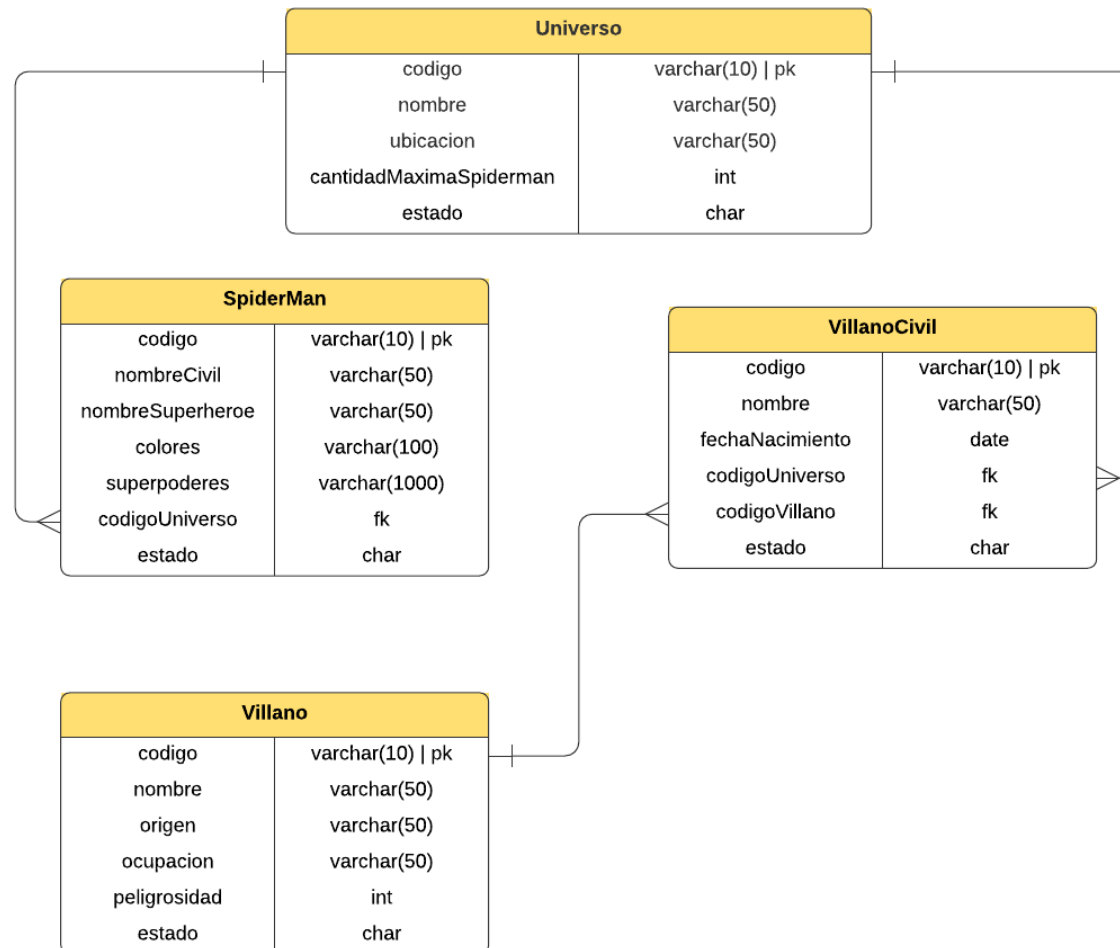 Universo
codigo varchar(10) | pk
nombre varchar(50)
ubicacion varchar(50)
cantidadMaximaSpiderman int
estado char
SpiderMan
codigo varchar(10) | pk
nombreCivil varchar(50)
nombreSuperheroe varchar(50)
colores varchar(100)
superpoderes varchar(1000)
codigoUniverso fk
estado char
VillanoCivil
codigo varchar(10) | pk
nombre varchar(50)
fechaNacimiento date
codigoUniverso fk
codigoVillano fk
estado char
Villano
codigo varchar(10) | pk
nombre varchar(50)
origen varchar(50)
ocupacion varchar(50)
peligrosidad int
estado char